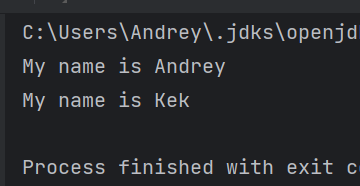 C:\Users\Andrey\.jdks\openjd
My name is Andrey
My name is Kek
Process finished with exit c